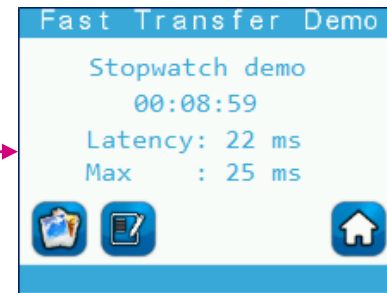 Fast Transfer Demo
Stopwatch demo
00:08:59
Latency: 22 ms
Max    : 25 ms